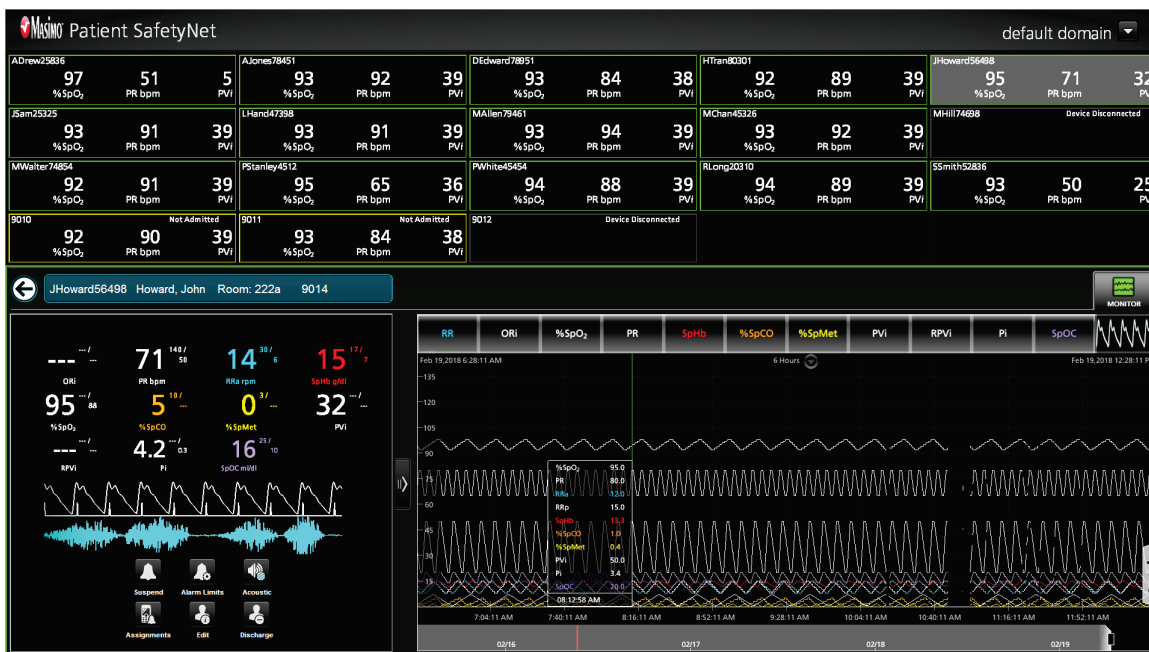 Masimo Patient SafetyNet
default domain
ADrew25836 AJones78451 DEdward78951 HTran80301 JHoward56498
97 51 5 93 92 39 93 84 38 92 89 39 95 71 32
%SpO₂ PR bpm PVi %SpO₂ PR bpm PVi %SpO₂ PR bpm PVi %SpO₂ PR bpm PVi %SpO₂ PR bpm PV
JSam25325 LHand47398 MAllen79461 MChan45326 MHill74698 Device Disconnected
93 91 39 93 91 39 93 94 39 93 92 39
%SpO₂ PR bpm PVi %SpO₂ PR bpm PVi %SpO₂ PR bpm PVi %SpO₂ PR bpm PVi
MWalter74854 PStanley4512 PWhite45454 RLong20310 SSmith52836
92 91 39 95 65 36 94 88 39 94 89 39 93 50 25
%SpO₂ PR bpm PVi %SpO₂ PR bpm PVi %SpO₂ PR bpm PVi %SpO₂ PR bpm PVi %SpO₂ PR bpm PV
9010 Not Admitted 9011 Not Admitted 9012 Device Disconnected
92 90 39 93 84 38
%SpO₂ PR bpm PVi %SpO₂ PR bpm PVi
JHoward56498 Howard, John Room: 222a 9014
MONITOR
--- ---/ --- 71 140/ 50 14 30/ 6 15 17/ 7
ORi PR bpm RRa rpm SpHb g/dl
95 ---/ 88 5 10/ --- 0 3/ --- 32 ---/ ---
%SpO₂ %SpCO %SpMet PVi
--- ---/ --- 4.2 ---/ 0.3 16 25/ 10
RPVi Pi SpOC ml/dl
Suspend Alarm Limits Acoustic
Assignments Edit Discharge
RR ORi %SpO₂ PR SpHb %SpCO %SpMet PVi RPVi Pi SpOC
Feb 19,2018 6:28:11 AM 6 Hours Feb 19,2018 12:28:11 P
135
120
105
90
75
60
45
30
15
%SpO₂ 95.0
PR 80.0
RRa 12.0
RRp 15.0
SpHb 13.3
%SpCO 1.0
%SpMet 0.4
PVi 50.0
Pi 3.4
SpOC 20.0
08:12:58 AM
7:04:11 AM 7:40:11 AM 8:16:11 AM 8:52:11 AM 9:28:11 AM 10:04:11 AM 10:40:11 AM 11:16:11 AM 11:52:11 AM
02/16 02/17 02/18 02/19